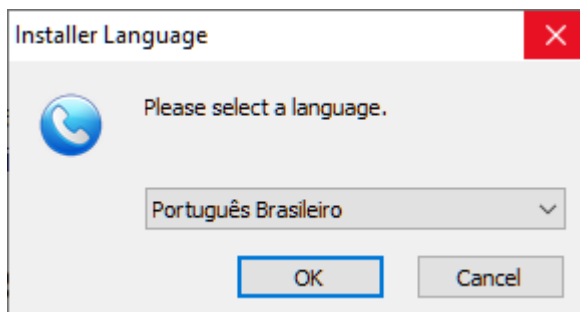 Installer Language
Please select a language.
Português Brasileiro
OK
Cancel